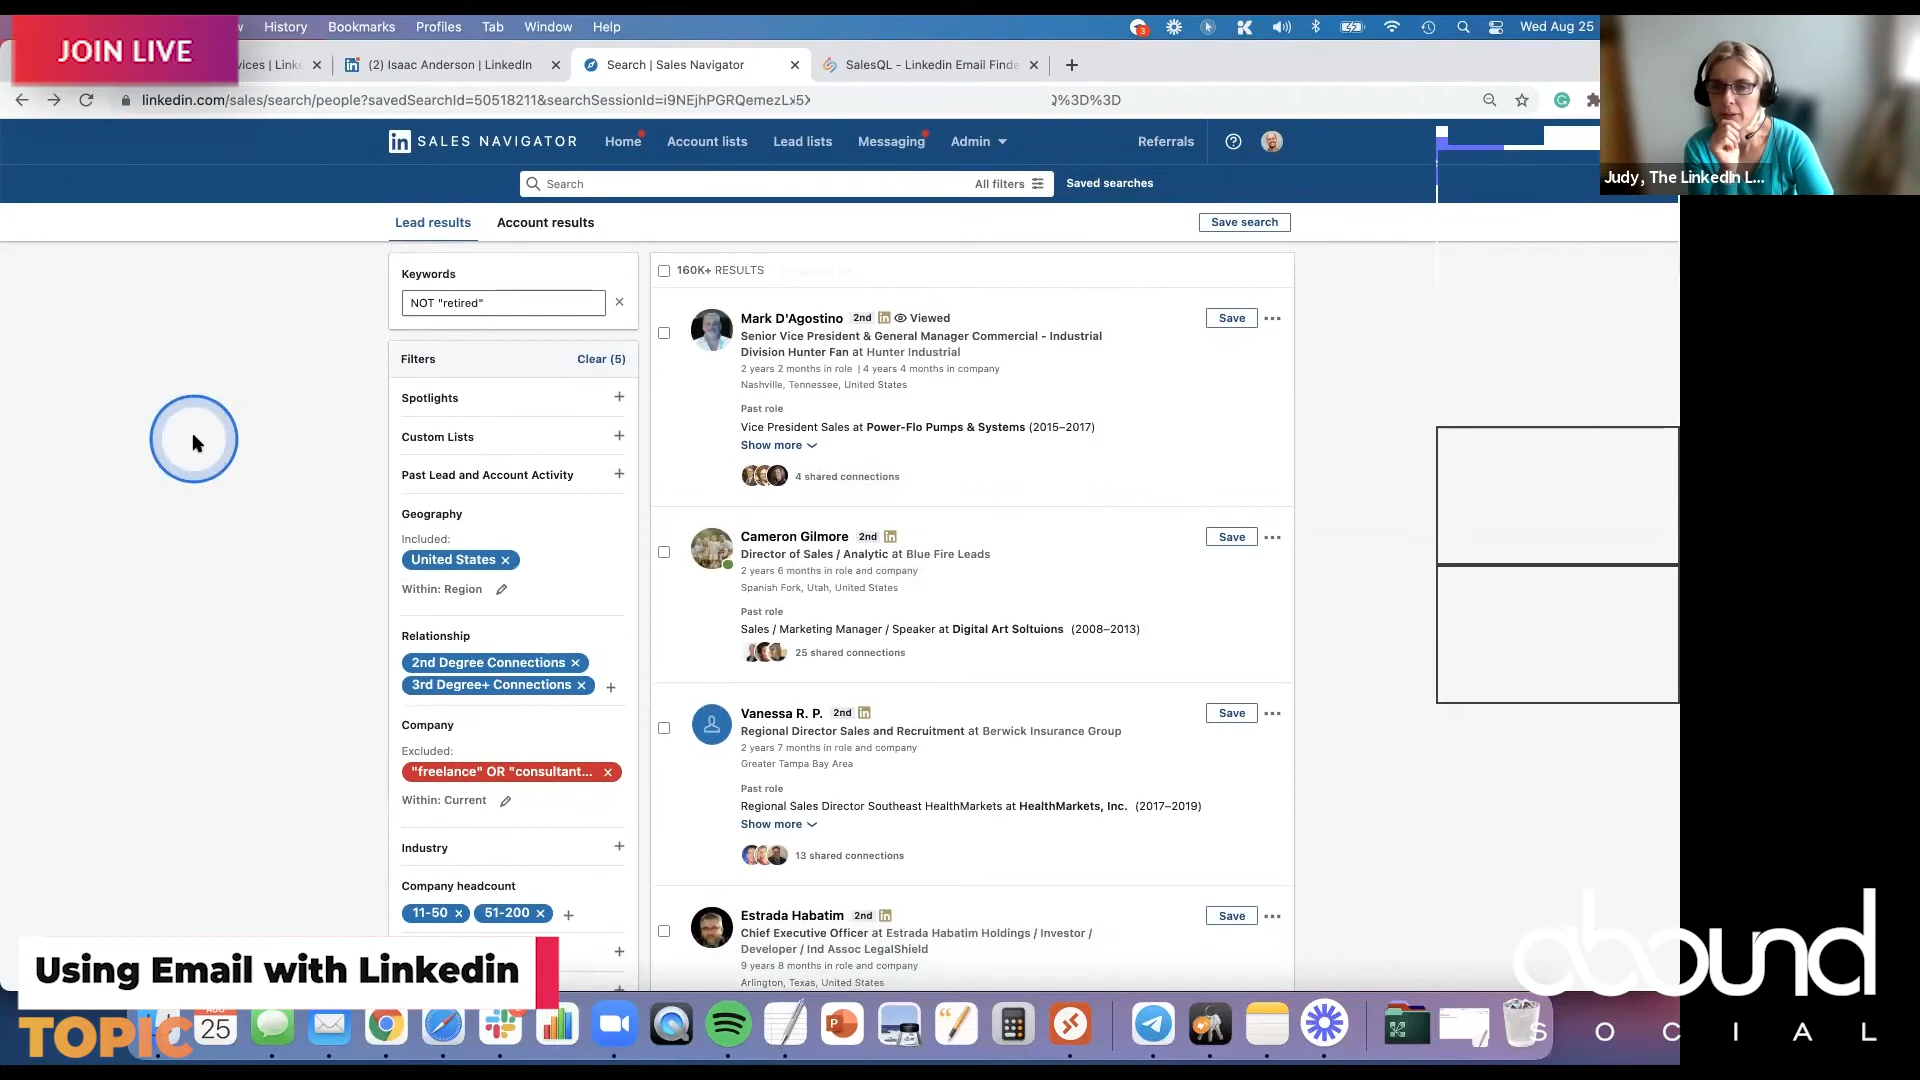 JOIN LIVE
History Bookmarks Profiles Tab Window Help
3
Wed Aug 25
(2) Isaac Anderson | LinkedIn
Search | Sales Navigator
SalesQL - Linkedin Email Finde
linkedin.com/sales/search/people?savedSearchId=50518211&searchSessionId=i9NEjhPGRQemezL
Q%3D%3D
Judy, The LinkedIn L...
in SALES NAVIGATOR
Home Account lists Lead lists Messaging Admin
Referrals
Search
All filters
Saved searches
Lead results Account results
Save search
Keywords
NOT "retired"
Filters
Clear (5)
Spotlights
Custom Lists
Past Lead and Account Activity
Geography
Included:
United States
Within: Region
Relationship
2nd Degree Connections
3rd Degree+ Connections
Company
Excluded:
"freelance" OR "consultant...
Within: Current
Industry
Company headcount
11-50 51-200
160K+ RESULTS
Mark D'Agostino 2nd in Viewed
Save
Senior Vice President & General Manager Commercial - Industrial
Division Hunter Fan at Hunter Industrial
2 years 2 months in role | 4 years 4 months in company
Nashville, Tennessee, United States
Past role
Vice President Sales at Power-Flo Pumps & Systems (2015–2017)
Show more
4 shared connections
Cameron Gilmore 2nd in
Save
Director of Sales / Analytic at Blue Fire Leads
2 years 6 months in role and company
Spanish Fork, Utah, United States
Past role
Sales / Marketing Manager / Speaker at Digital Art Soltuions (2008–2013)
25 shared connections
Vanessa R. P. 2nd in
Save
Regional Director Sales and Recruitment at Berwick Insurance Group
2 years 7 months in role and company
Greater Tampa Bay Area
Past role
Regional Sales Director Southeast HealthMarkets at HealthMarkets, Inc. (2017–2019)
Show more
13 shared connections
Estrada Habatim 2nd in
Save
Chief Executive Officer at Estrada Habatim Holdings / Investor /
Developer / Ind Assoc LegalShield
9 years 8 months in role and company
Arlington, Texas, United States
Using Email with Linkedin
TOPIC
25
abound
SOCIAL